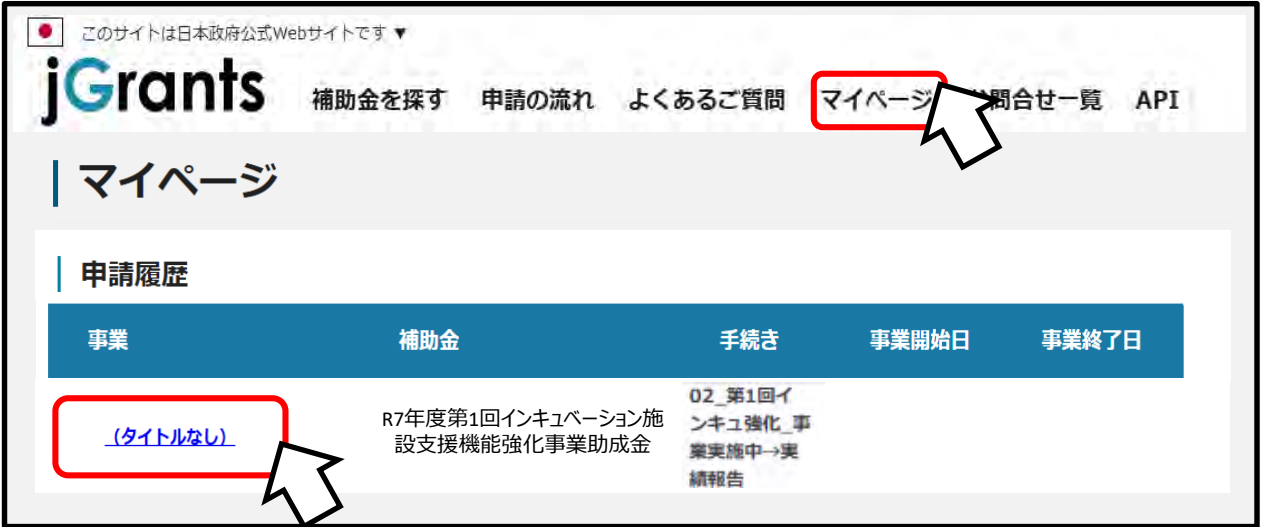 このサイトは日本政府公式Webサイトです ▼
jGrants 補助金を探す 申請の流れ よくあるご質問 マイページ 問合せ一覧 API
マイページ
申請履歴
事業 補助金 手続き 事業開始日 事業終了日
(タイトルなし)
R7年度第1回インキュベーション施
設支援機能強化事業助成金
02_第1回イ
ンキュ強化_事
業実施中→実
績報告